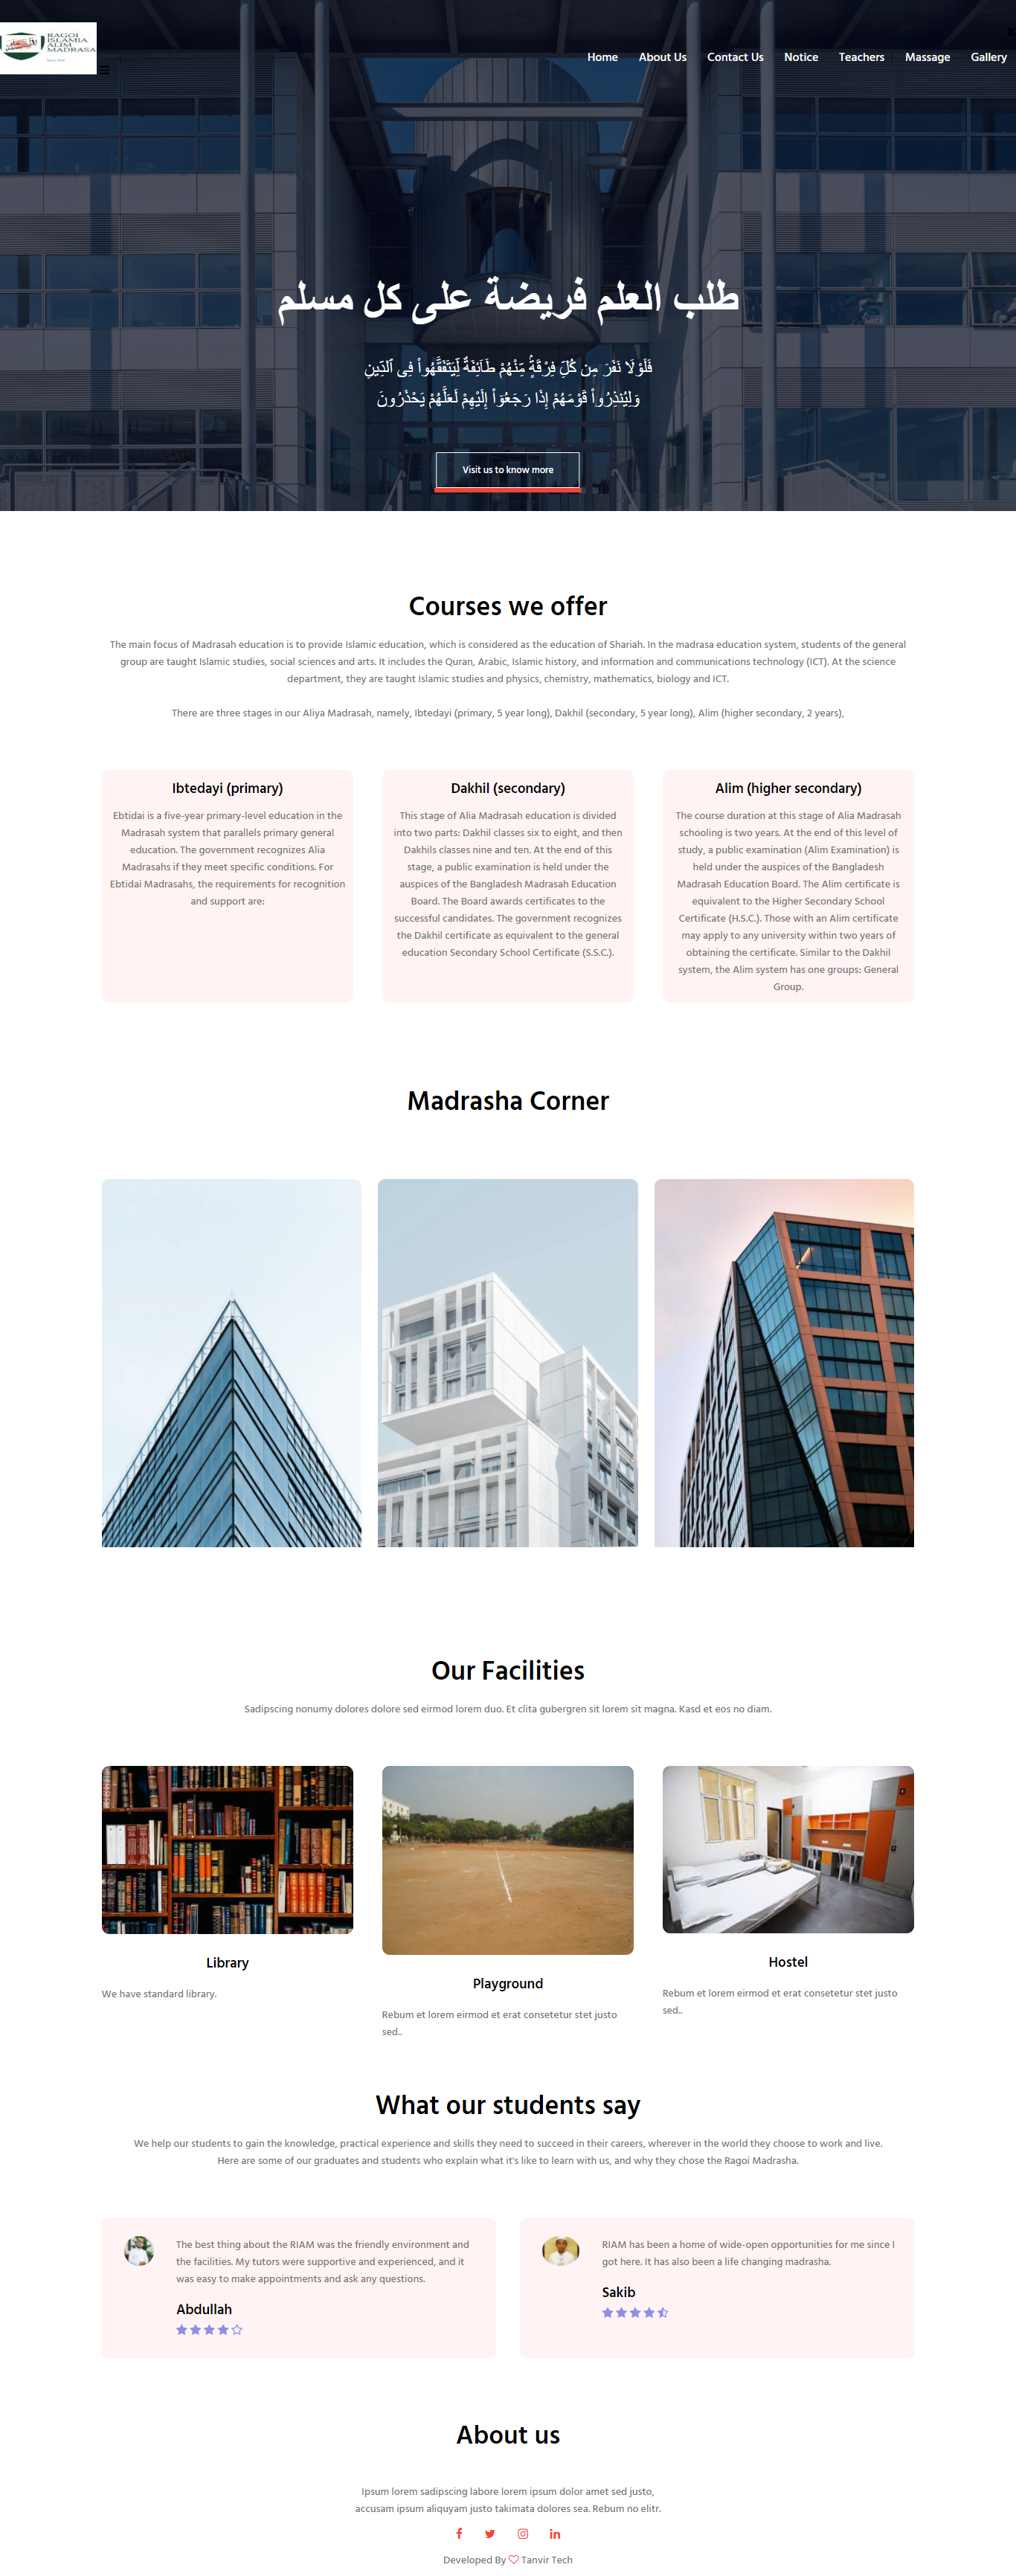 RAGOI
ISLAMIA
ALIM
MADRASA
Home About Us Contact Us Notice Teachers Massage Gallery
طلب العلم فريضة على كل مسلم
فَلَوْلَا نَفَرَ مِن كُلِّ فِرْقَةٍ مِّنْهُمْ طَآئِفَةٌ لِّيَتَفَقَّهُوا۟ فِى ٱلدِّينِ
وَلِيُنذِرُوا۟ قَوْمَهُمْ إِذَا رَجَعُوٓا۟ إِلَيْهِمْ لَعَلَّهُمْ يَحْذَرُونَ
Visit us to know more
Courses we offer
The main focus of Madrasah education is to provide Islamic education, which is considered as the education of Shariah. In the madrasa education system, students of the general
group are taught Islamic studies, social sciences and arts. It includes the Quran, Arabic, Islamic history, and information and communications technology (ICT). At the science
department, they are taught Islamic studies and physics, chemistry, mathematics, biology and ICT.
There are three stages in our Aliya Madrasah, namely, Ibtedayi (primary, 5 year long), Dakhil (secondary, 5 year long), Alim (higher secondary, 2 years),
Ibtedayi (primary)
Ebtidai is a five-year primary-level education in the
Madrasah system that parallels primary general
education. The government recognizes Alia
Madrasahs if they meet specific conditions. For
Ebtidai Madrasahs, the requirements for recognition
and support are:
Dakhil (secondary)
This stage of Alia Madrasah education is divided
into two parts: Dakhil classes six to eight, and then
Dakhils classes nine and ten. At the end of this
stage, a public examination is held under the
auspices of the Bangladesh Madrasah Education
Board. The Board awards certificates to the
successful candidates. The government recognizes
the Dakhil certificate as equivalent to the general
education Secondary School Certificate (S.S.C.).
Alim (higher secondary)
The course duration at this stage of Alia Madrasah
schooling is two years. At the end of this level of
study, a public examination (Alim Examination) is
held under the auspices of the Bangladesh
Madrasah Education Board. The Alim certificate is
equivalent to the Higher Secondary School
Certificate (H.S.C.). Those with an Alim certificate
may apply to any university within two years of
obtaining the certificate. Similar to the Dakhil
system, the Alim system has one groups: General
Group.
Madrasha Corner
Our Facilities
Sadipscing nonumy dolores dolore sed eirmod lorem duo. Et clita gubergren sit lorem sit magna. Kasd et eos no diam.
Library
We have standard library.
Playground
Rebum et lorem eirmod et erat consetetur stet justo
sed..
Hostel
Rebum et lorem eirmod et erat consetetur stet justo
sed..
What our students say
We help our students to gain the knowledge, practical experience and skills they need to succeed in their careers, wherever in the world they choose to work and live.
Here are some of our graduates and students who explain what it's like to learn with us, and why they chose the Ragoi Madrasha.
The best thing about the RIAM was the friendly environment and
the facilities. My tutors were supportive and experienced, and it
was easy to make appointments and ask any questions.
Abdullah
RIAM has been a home of wide-open opportunities for me since I
got here. It has also been a life changing madrasha.
Sakib
About us
Ipsum lorem sadipscing labore lorem ipsum dolor amet sed justo,
accusam ipsum aliquyam justo takimata dolores sea. Rebum no elitr.
Developed By Tanvir Tech